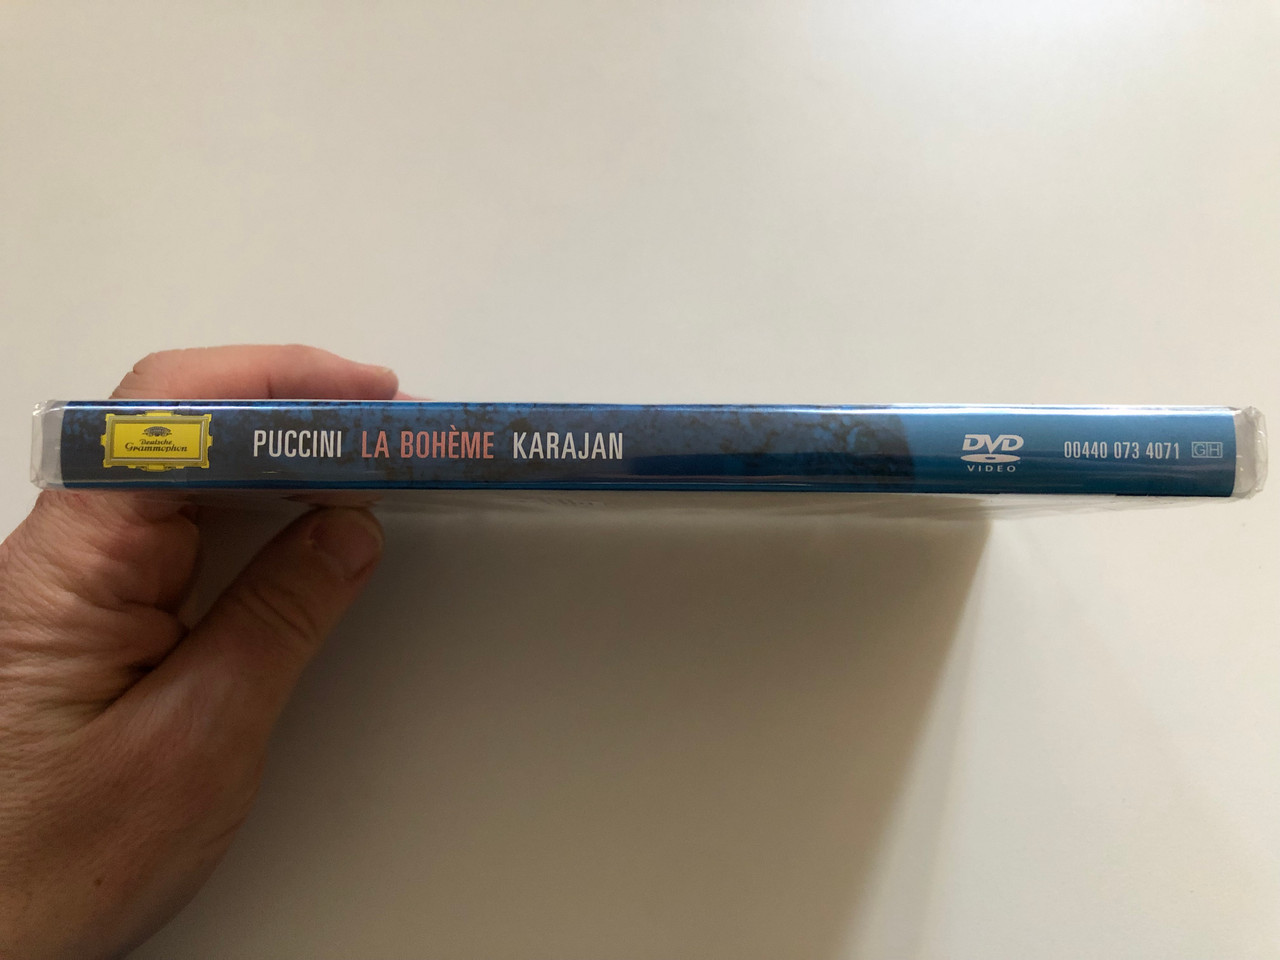 Deutsche
Grammophon
PUCCINI LA BOHÈME KARAJAN
DVD
VIDEO
00440 073 4071 GH